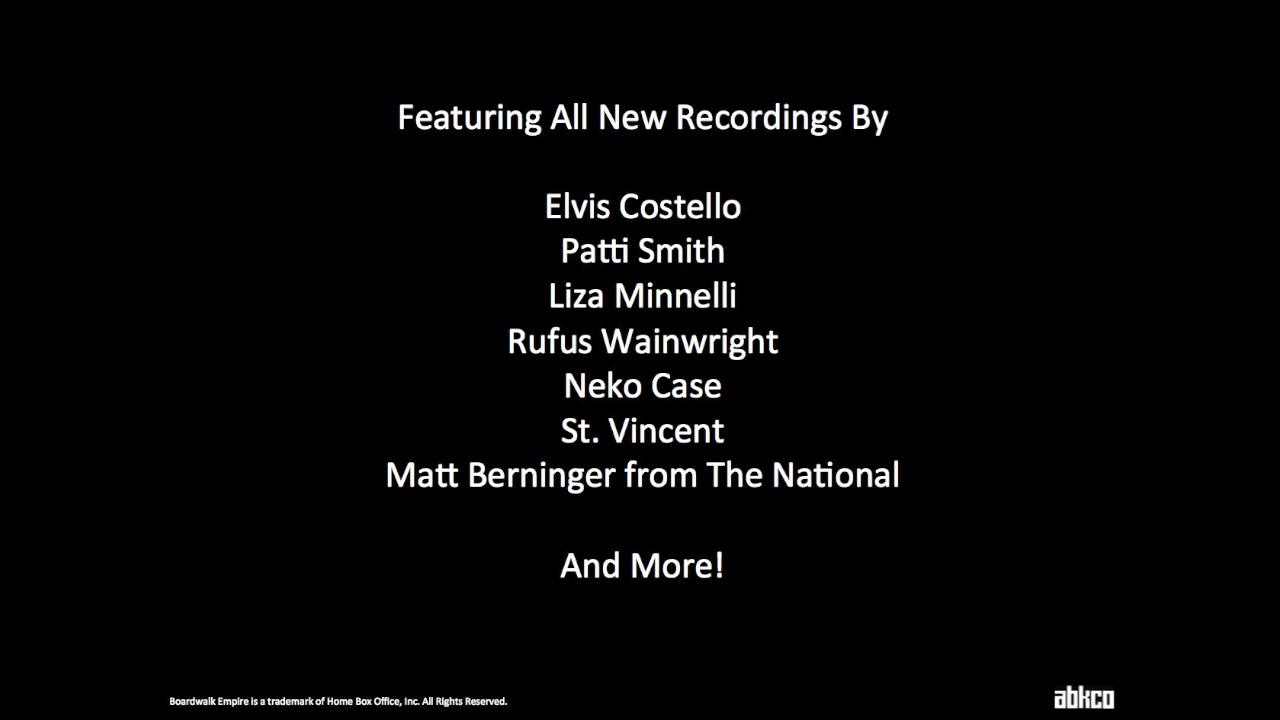 Featuring All New Recordings By
Elvis Costello
Patti Smith
Liza Minnelli
Rufus Wainwright
Neko Case
St. Vincent
Matt Berninger from The National
And More!
Boardwalk Empire is a trademark of Home Box Office, Inc. All Rights Reserved.
abkco